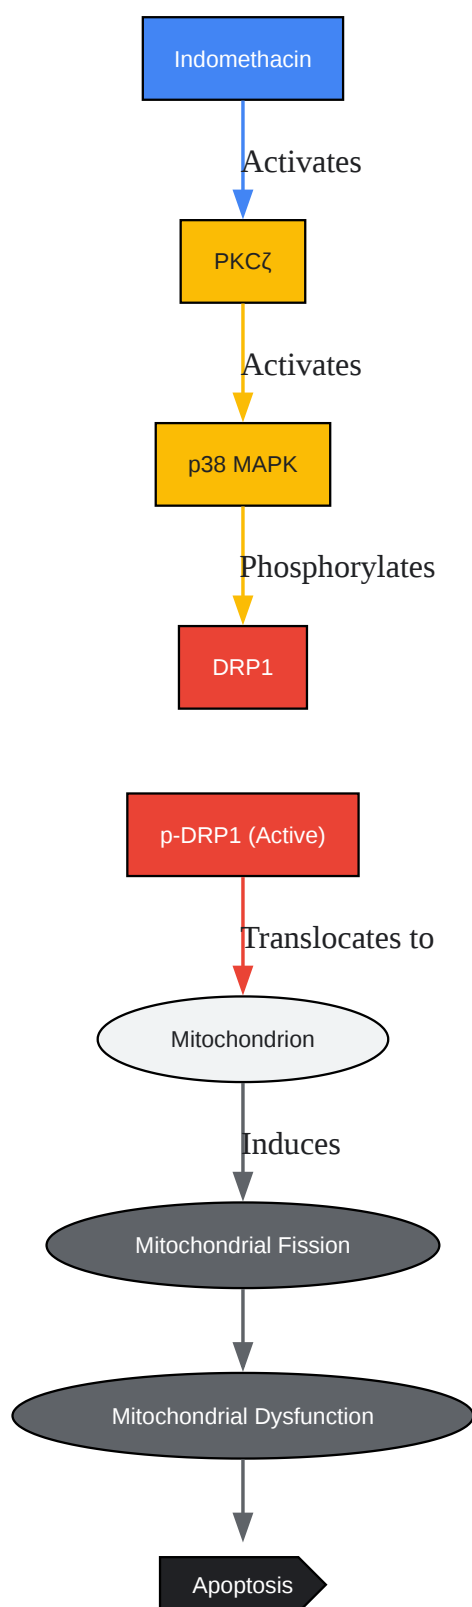 Indomethacin
Activates
PKCζ
Activates
p38 MAPK
Phosphorylates
DRP1
p-DRP1 (Active)
Translocates to
Mitochondrion
Induces
Mitochondrial Fission
Mitochondrial Dysfunction
Apoptosis